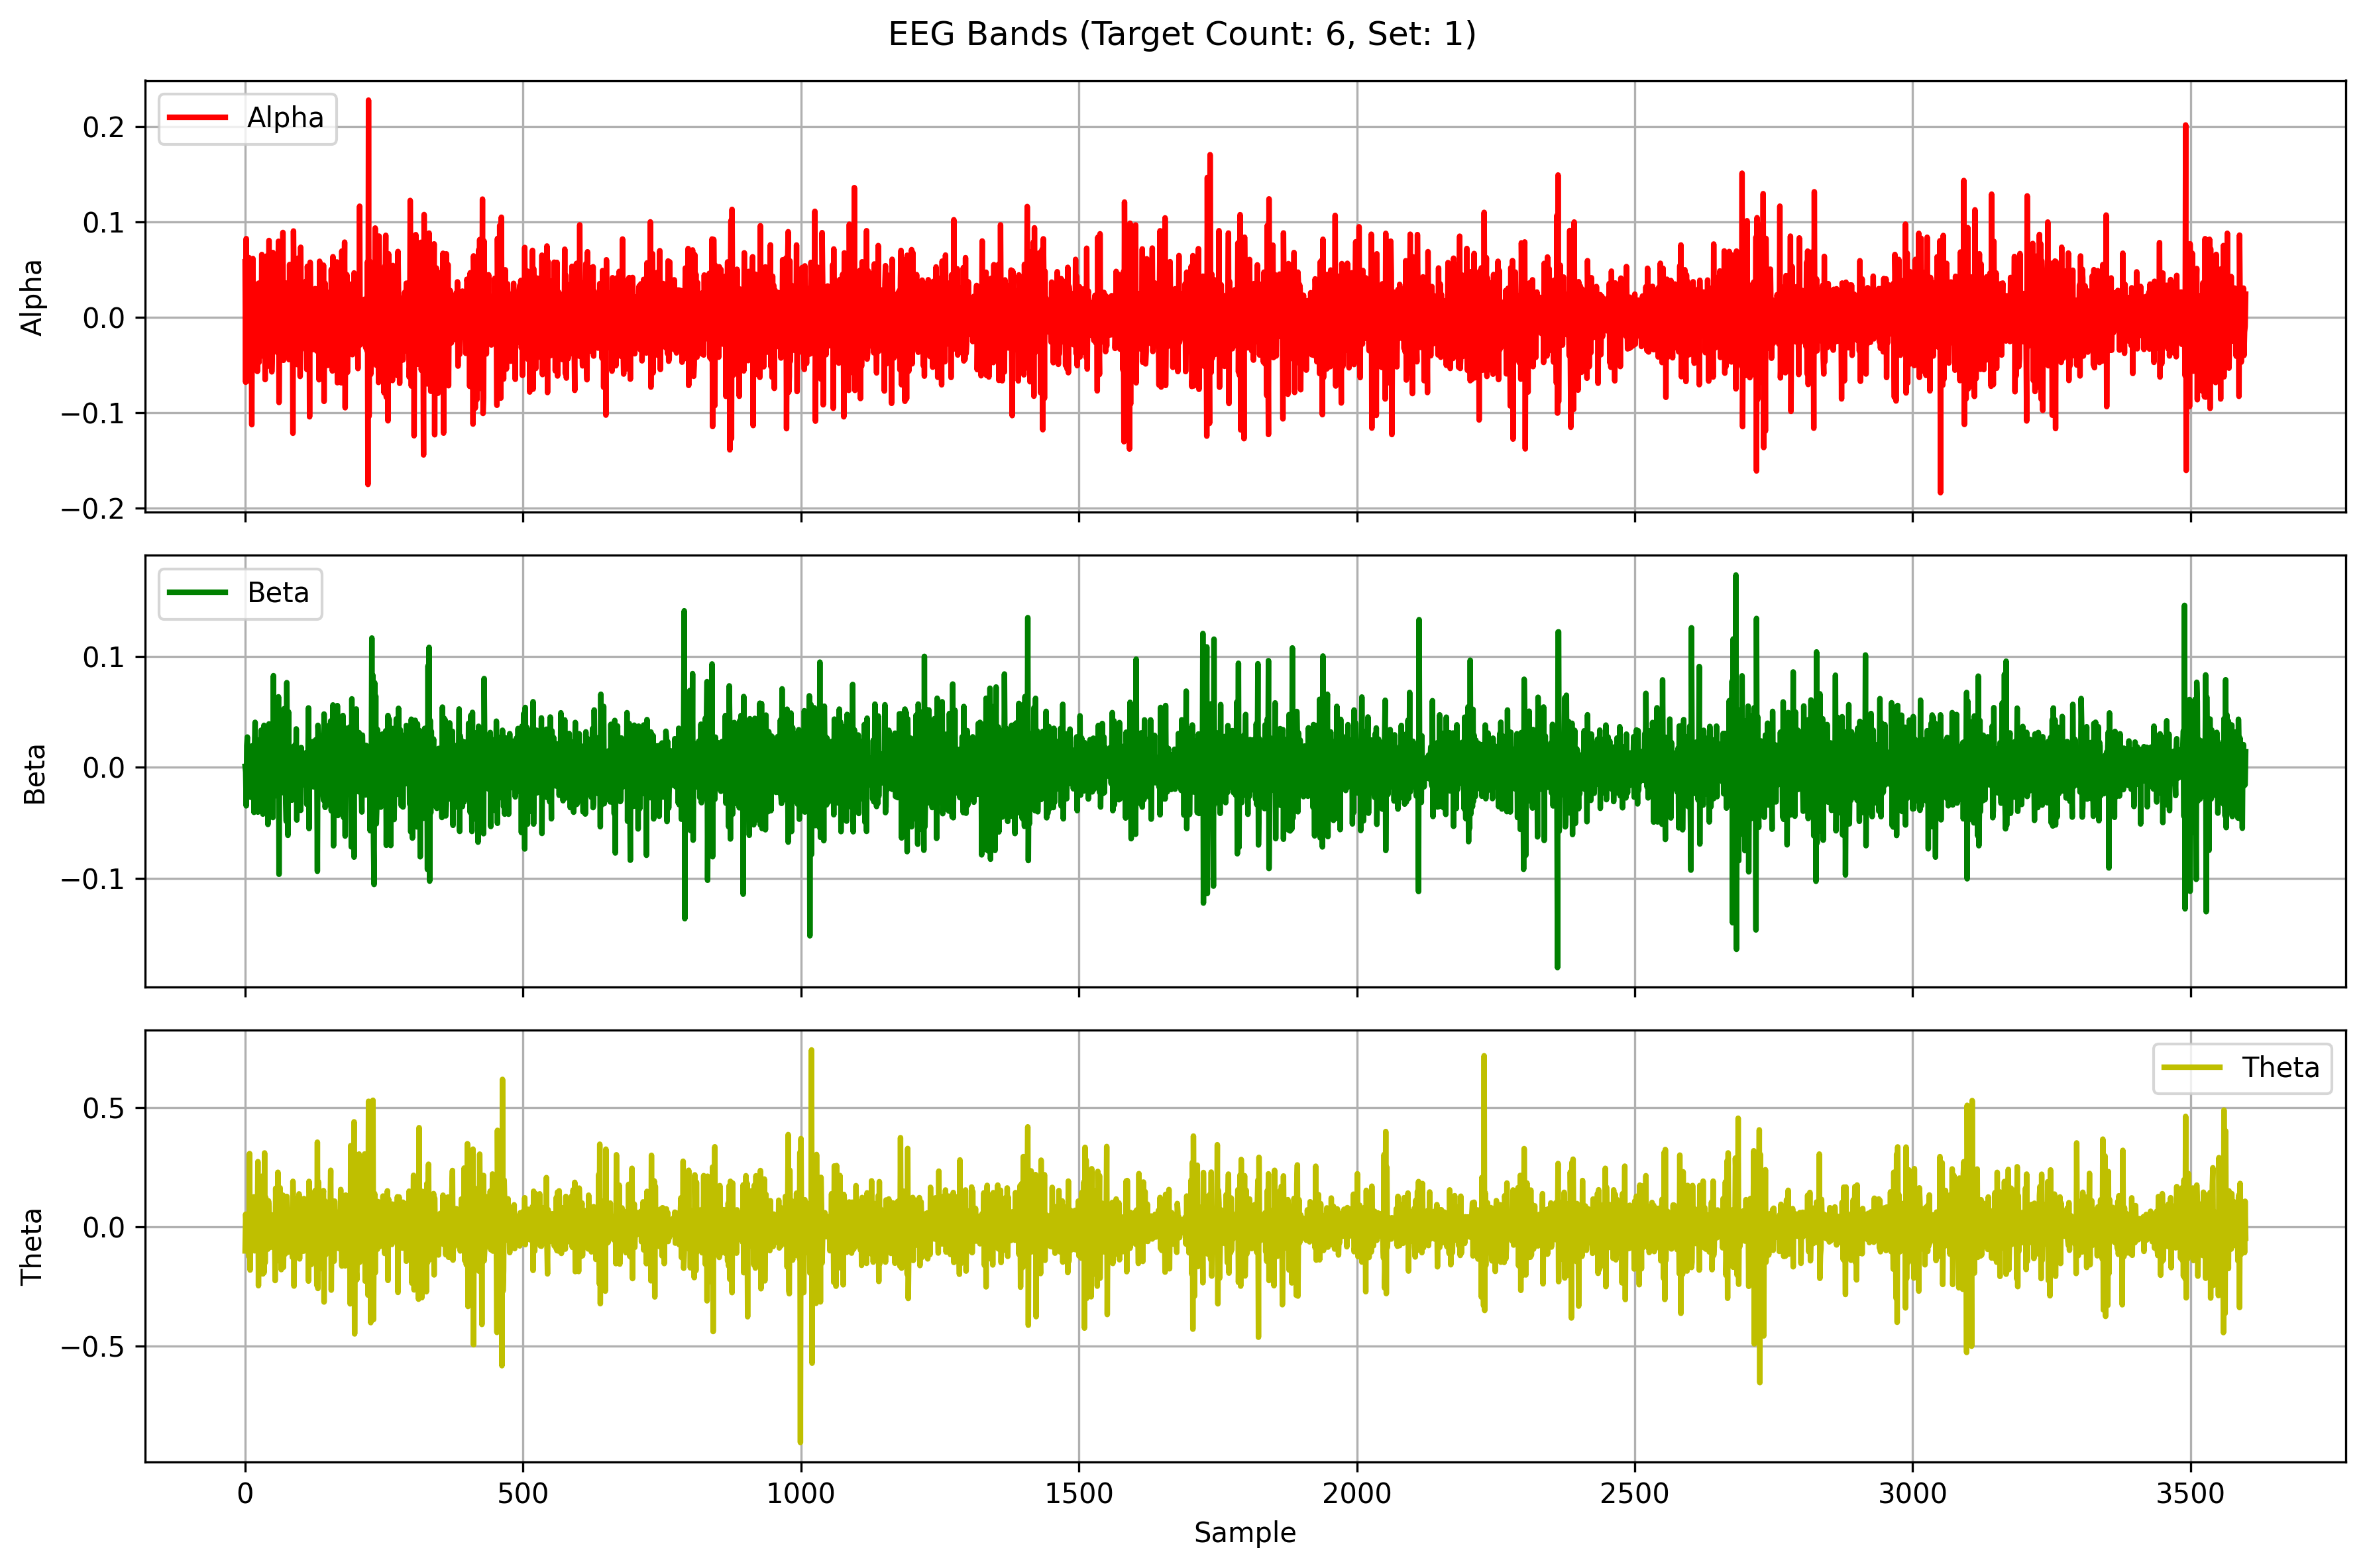 EEG Bands (Target Count: 6, Set: 1)
Alpha
0.2
0.1
0.0
−0.1
−0.2
Alpha
Beta
0.1
0.0
−0.1
Beta
Theta
0.5
0.0
−0.5
Theta
0 500 1000 1500 2000 2500 3000 3500
Sample